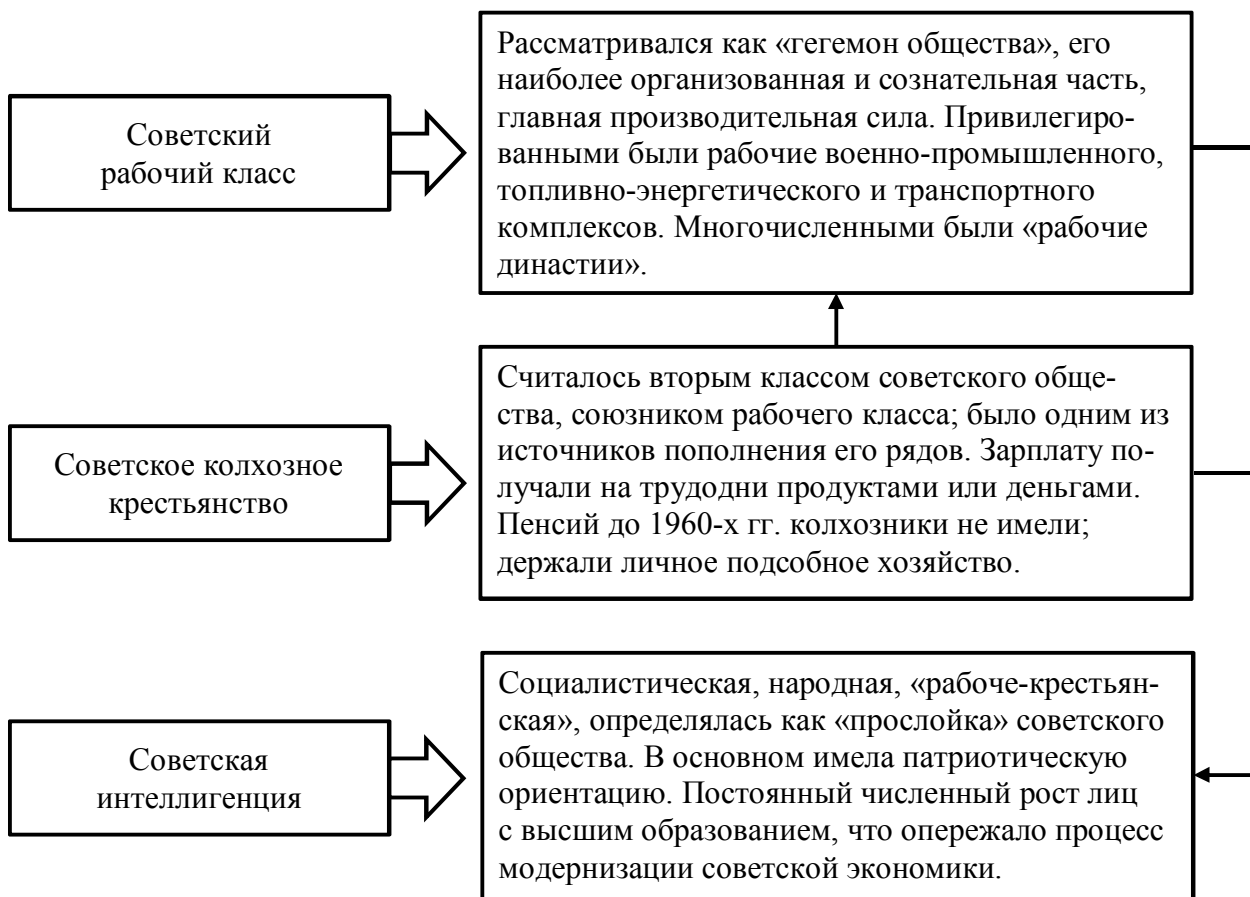 Советский
рабочий класс
Рассматривался как «гегемон общества», его
наиболее организованная и сознательная часть,
главная производительная сила. Привилегиро-
ванными были рабочие военно-промышленного,
топливно-энергетического и транспортного
комплексов. Многочисленными были «рабочие
династии».
Советское колхозное
крестьянство
Считалось вторым классом советского обще-
ства, союзником рабочего класса; было одним из
источников пополнения его рядов. Зарплату по-
лучали на трудодни продуктами или деньгами.
Пенсий до 1960-х гг. колхозники не имели;
держали личное подсобное хозяйство.
Советская
интеллигенция
Социалистическая, народная, «рабоче-крестьян-
ская», определялась как «прослойка» советского
общества. В основном имела патриотическую
ориентацию. Постоянный численный рост лиц
с высшим образованием, что опережало процесс
модернизации советской экономики.